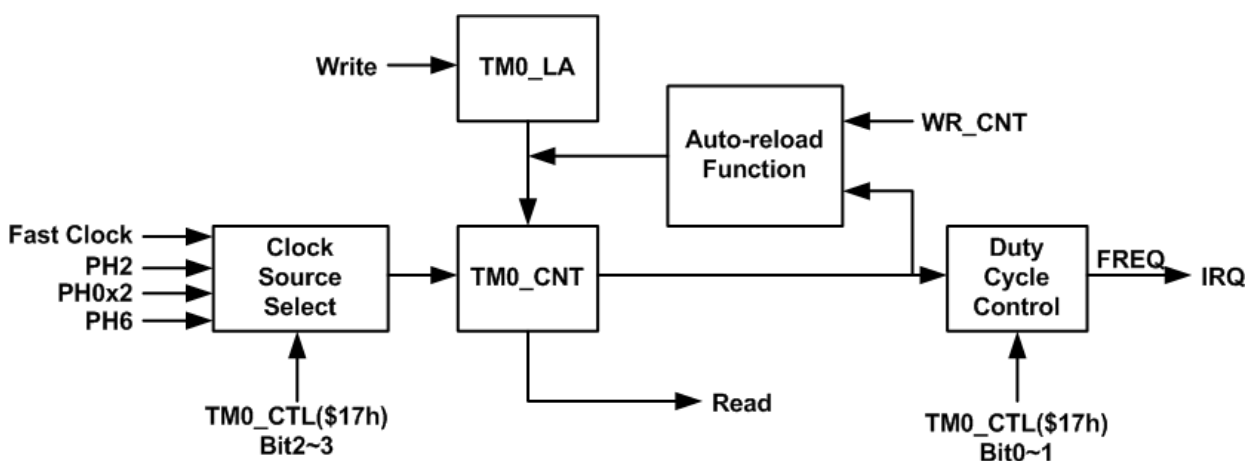 Write
TM0_LA
Auto-reload
Function
WR_CNT
Fast Clock
PH2
PH0x2
PH6
Clock
Source
Select
TM0_CNT
Duty
Cycle
Control
FREQ
IRQ
TM0_CTL($17h)
Bit2~3
Read
TM0_CTL($17h)
Bit0~1